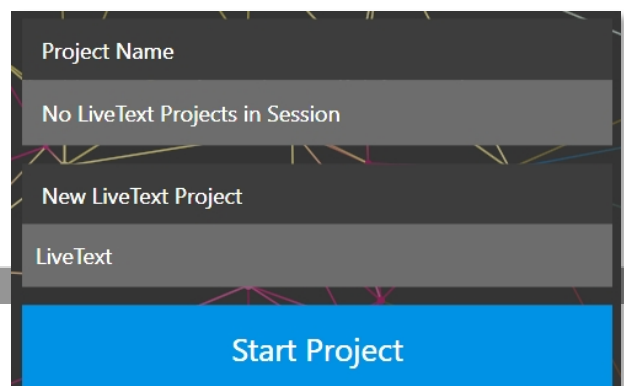 Project Name
No LiveText Projects in Session
New LiveText Project
LiveText
Start Project